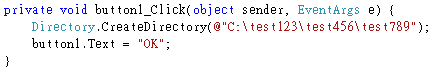 private void button1_Click(object sender, EventArgs e) {
    Directory.CreateDirectory(@"C:\test123\test456\test789");
    button1.Text = "OK";
}